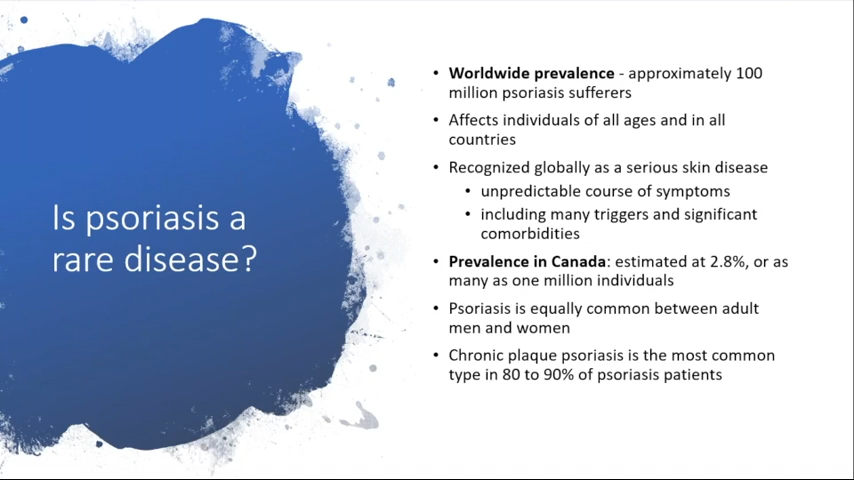 Is psoriasis a
rare disease?
• Worldwide prevalence - approximately 100
million psoriasis sufferers
• Affects individuals of all ages and in all
countries
• Recognized globally as a serious skin disease
• unpredictable course of symptoms
• including many triggers and significant
comorbidities
• Prevalence in Canada: estimated at 2.8%, or as
many as one million individuals
• Psoriasis is equally common between adult
men and women
• Chronic plaque psoriasis is the most common
type in 80 to 90% of psoriasis patients